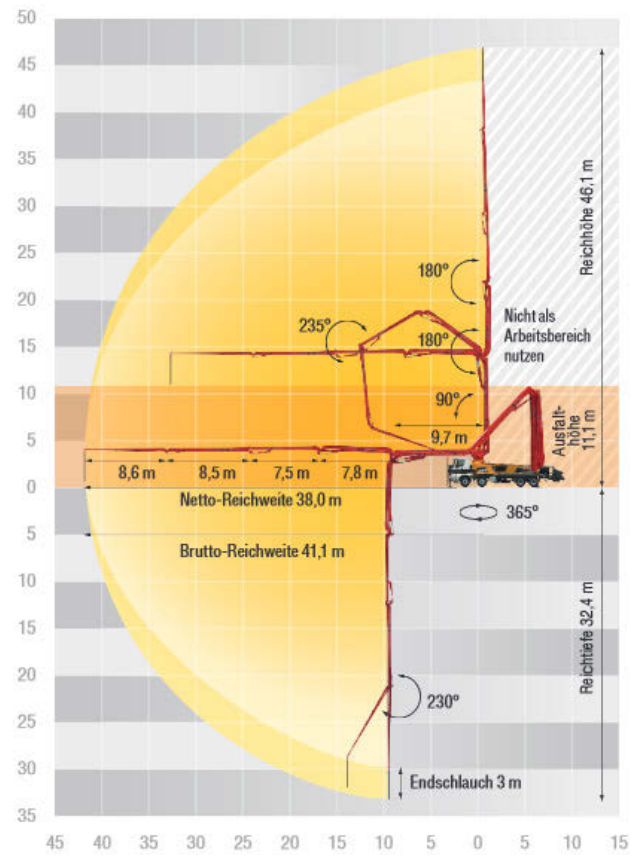 50
45
40
35
30
25
20
15
10
5
0
5
10
15
20
25
30
35
45
40
35
30
25
20
15
10
5
0
5
10
15
Reichhöhe 46,1 m
180°
235°
180°
Nicht als
Arbeitsbereich
nutzen
90°
9,7 m
Ausfalt-
höhe
11,1 m
8,6 m
8,5 m
7,5 m
7,8 m
Netto-Reichweite 38,0 m
365°
Brutto-Reichweite 41,1 m
Reichtiefe 32,4 m
230°
Endschlauch 3 m